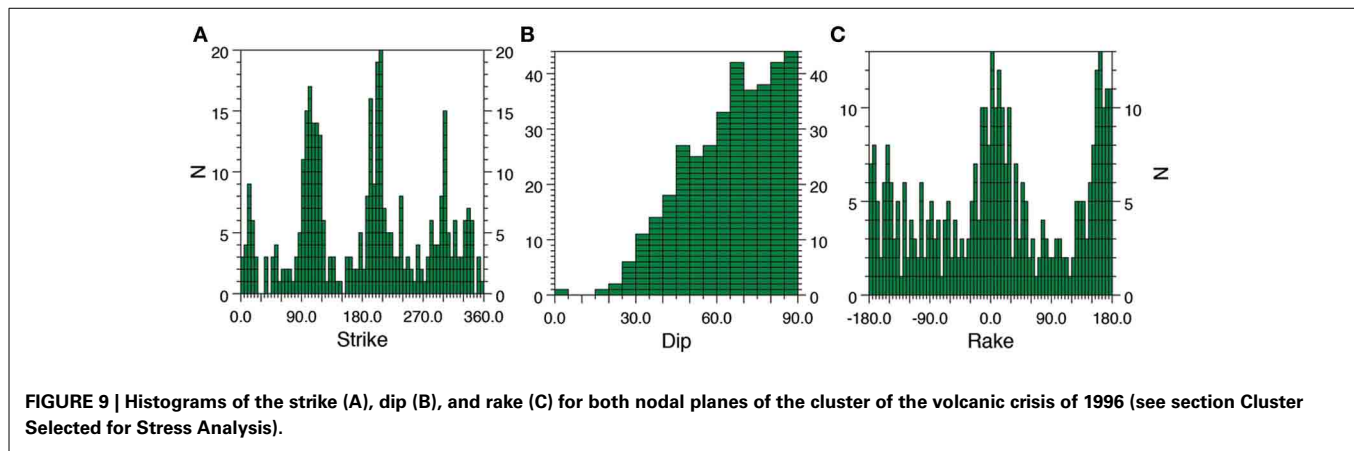 A B C
20 20
15 15
N 10 10
5 5
0 0
0.0 90.0 180.0 270.0 360.0
Strike
40 40
30 30
20 20
10 10
0 0
0.0 30.0 60.0 90.0
Dip
10 10 N
5 5
0 0
-180.0 -90.0 0.0 90.0 180.0
Rake
FIGURE 9 | Histograms of the strike (A), dip (B), and rake (C) for both nodal planes of the cluster of the volcanic crisis of 1996 (see section Cluster
Selected for Stress Analysis).